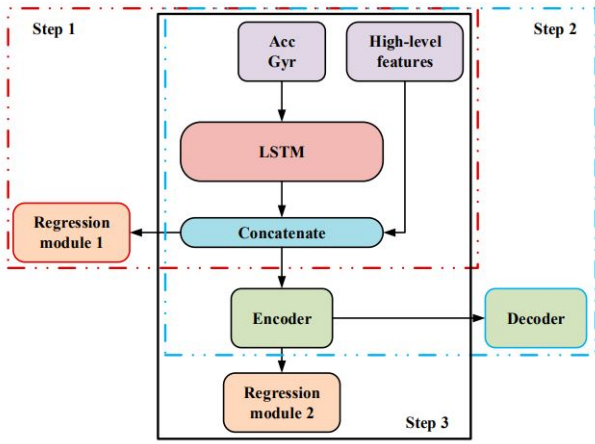 Step 1
Acc
Gyr
High-level
features
Step 2
LSTM
Regression
module 1
Concatenate
Encoder
Decoder
Regression
module 2
Step 3